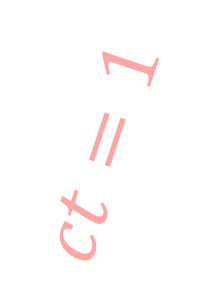 ct = 1